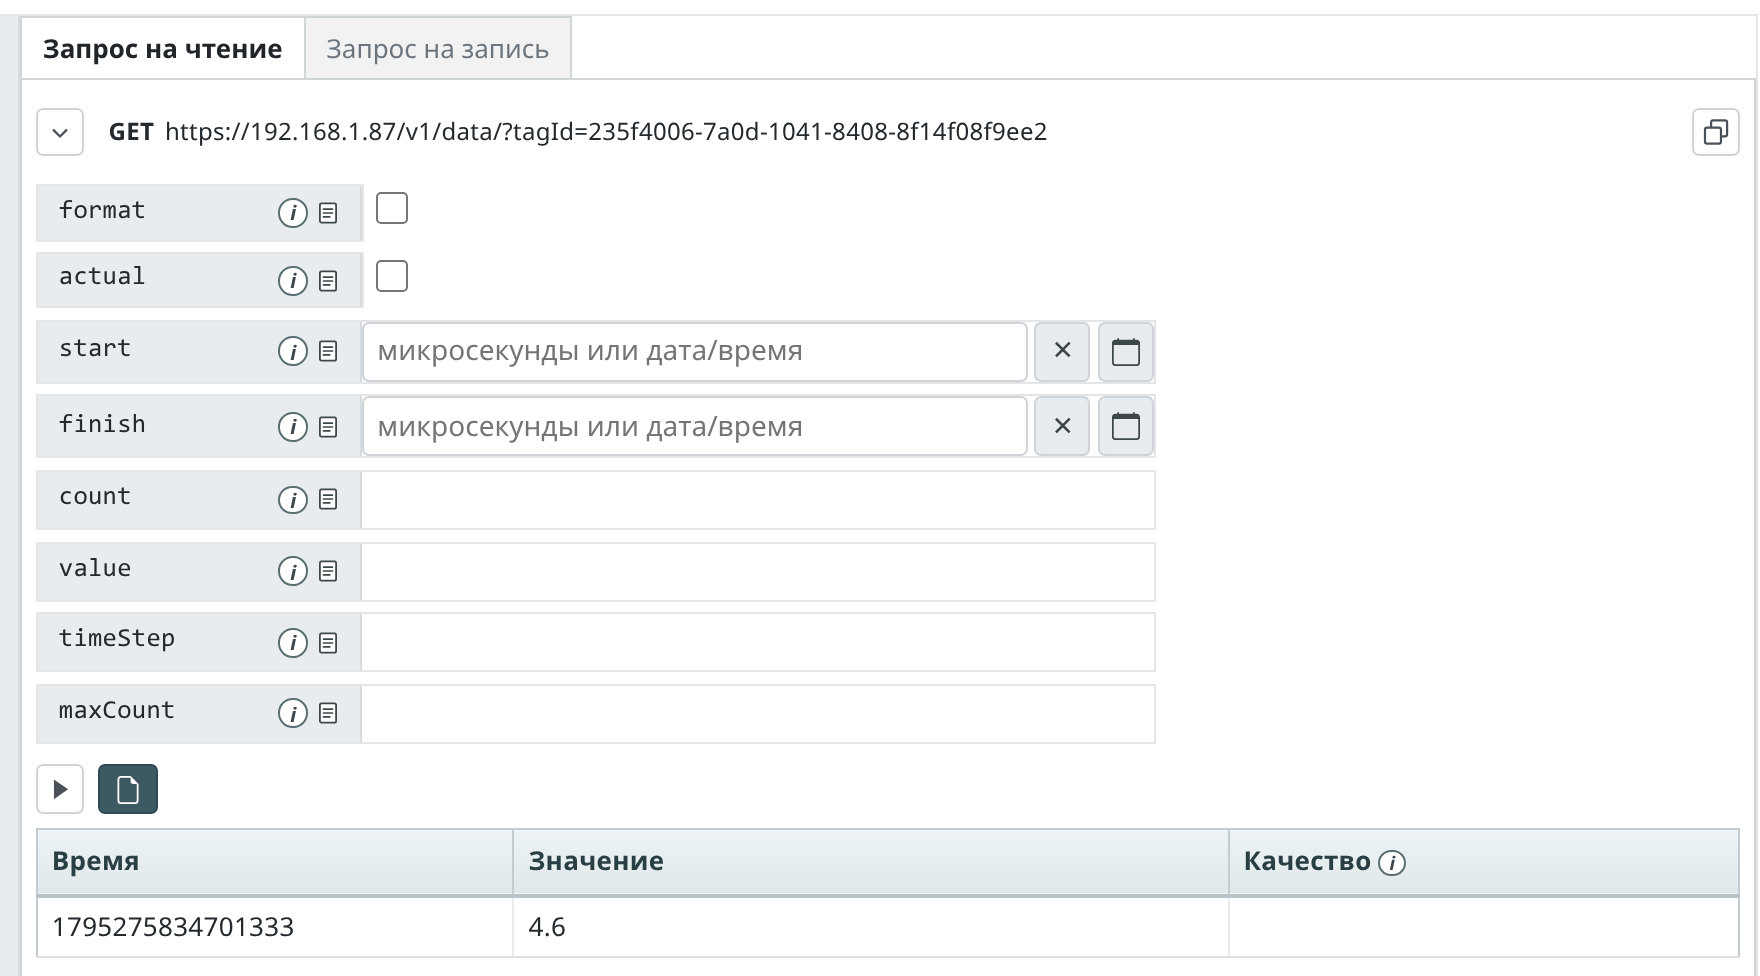 Запрос на чтение Запрос на запись
GET https://192.168.1.87/v1/data/?tagId=235f4006-7a0d-1041-8408-8f14f08f9ee2
format i
actual i
start i микросекунды или дата/время
finish i микросекунды или дата/время
count i
value i
timeStep i
maxCount i
Время Значение Качество i
1795275834701333 4.6